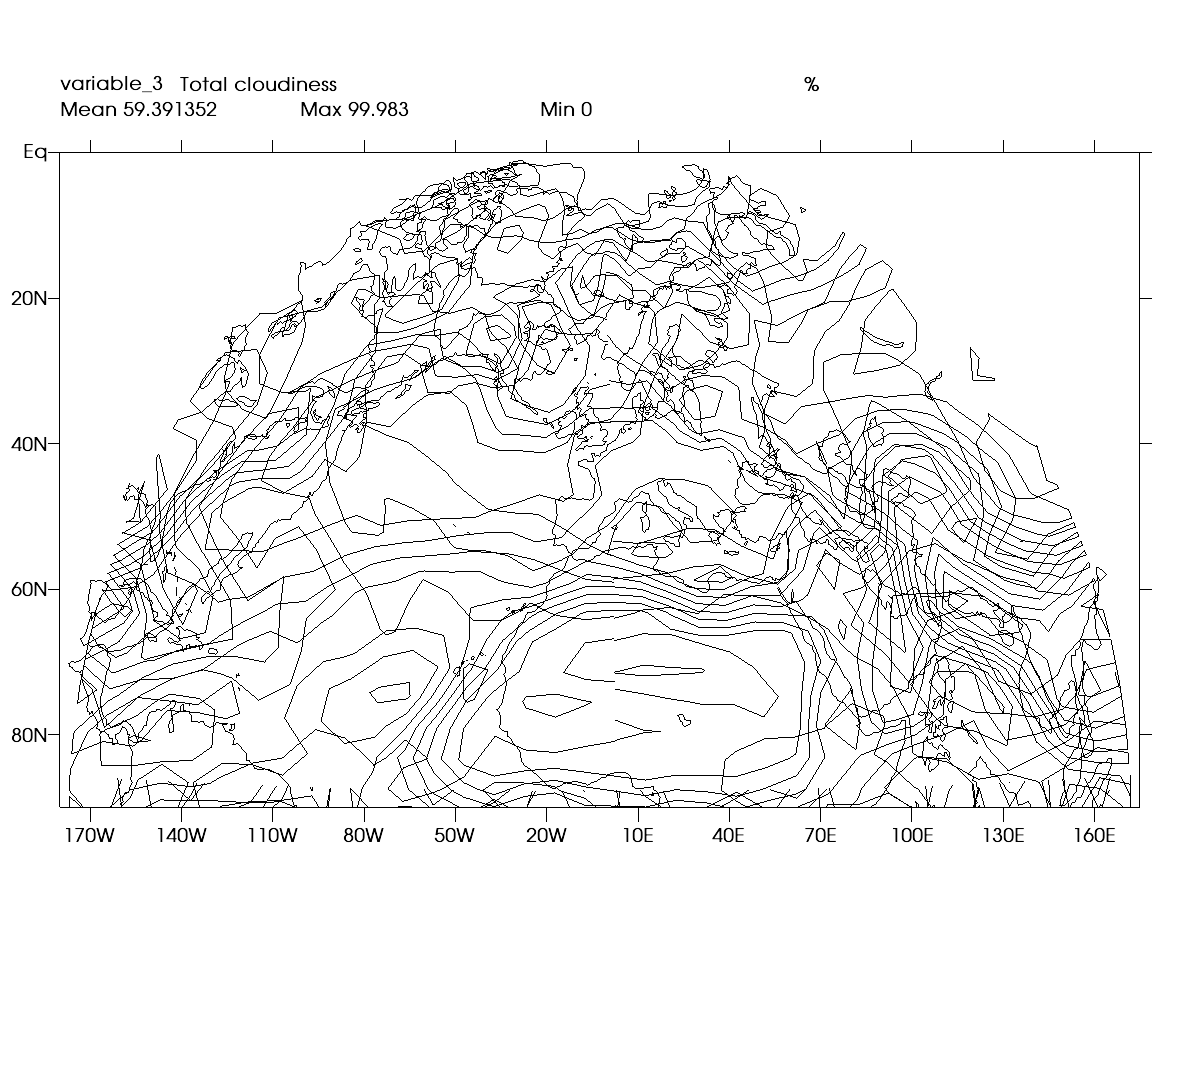 variable_3 Total cloudiness %
Mean 59.391352 Max 99.983 Min 0
Eq
20N
40N
60N
80N
170W 140W 110W 80W 50W 20W 10E 40E 70E 100E 130E 160E